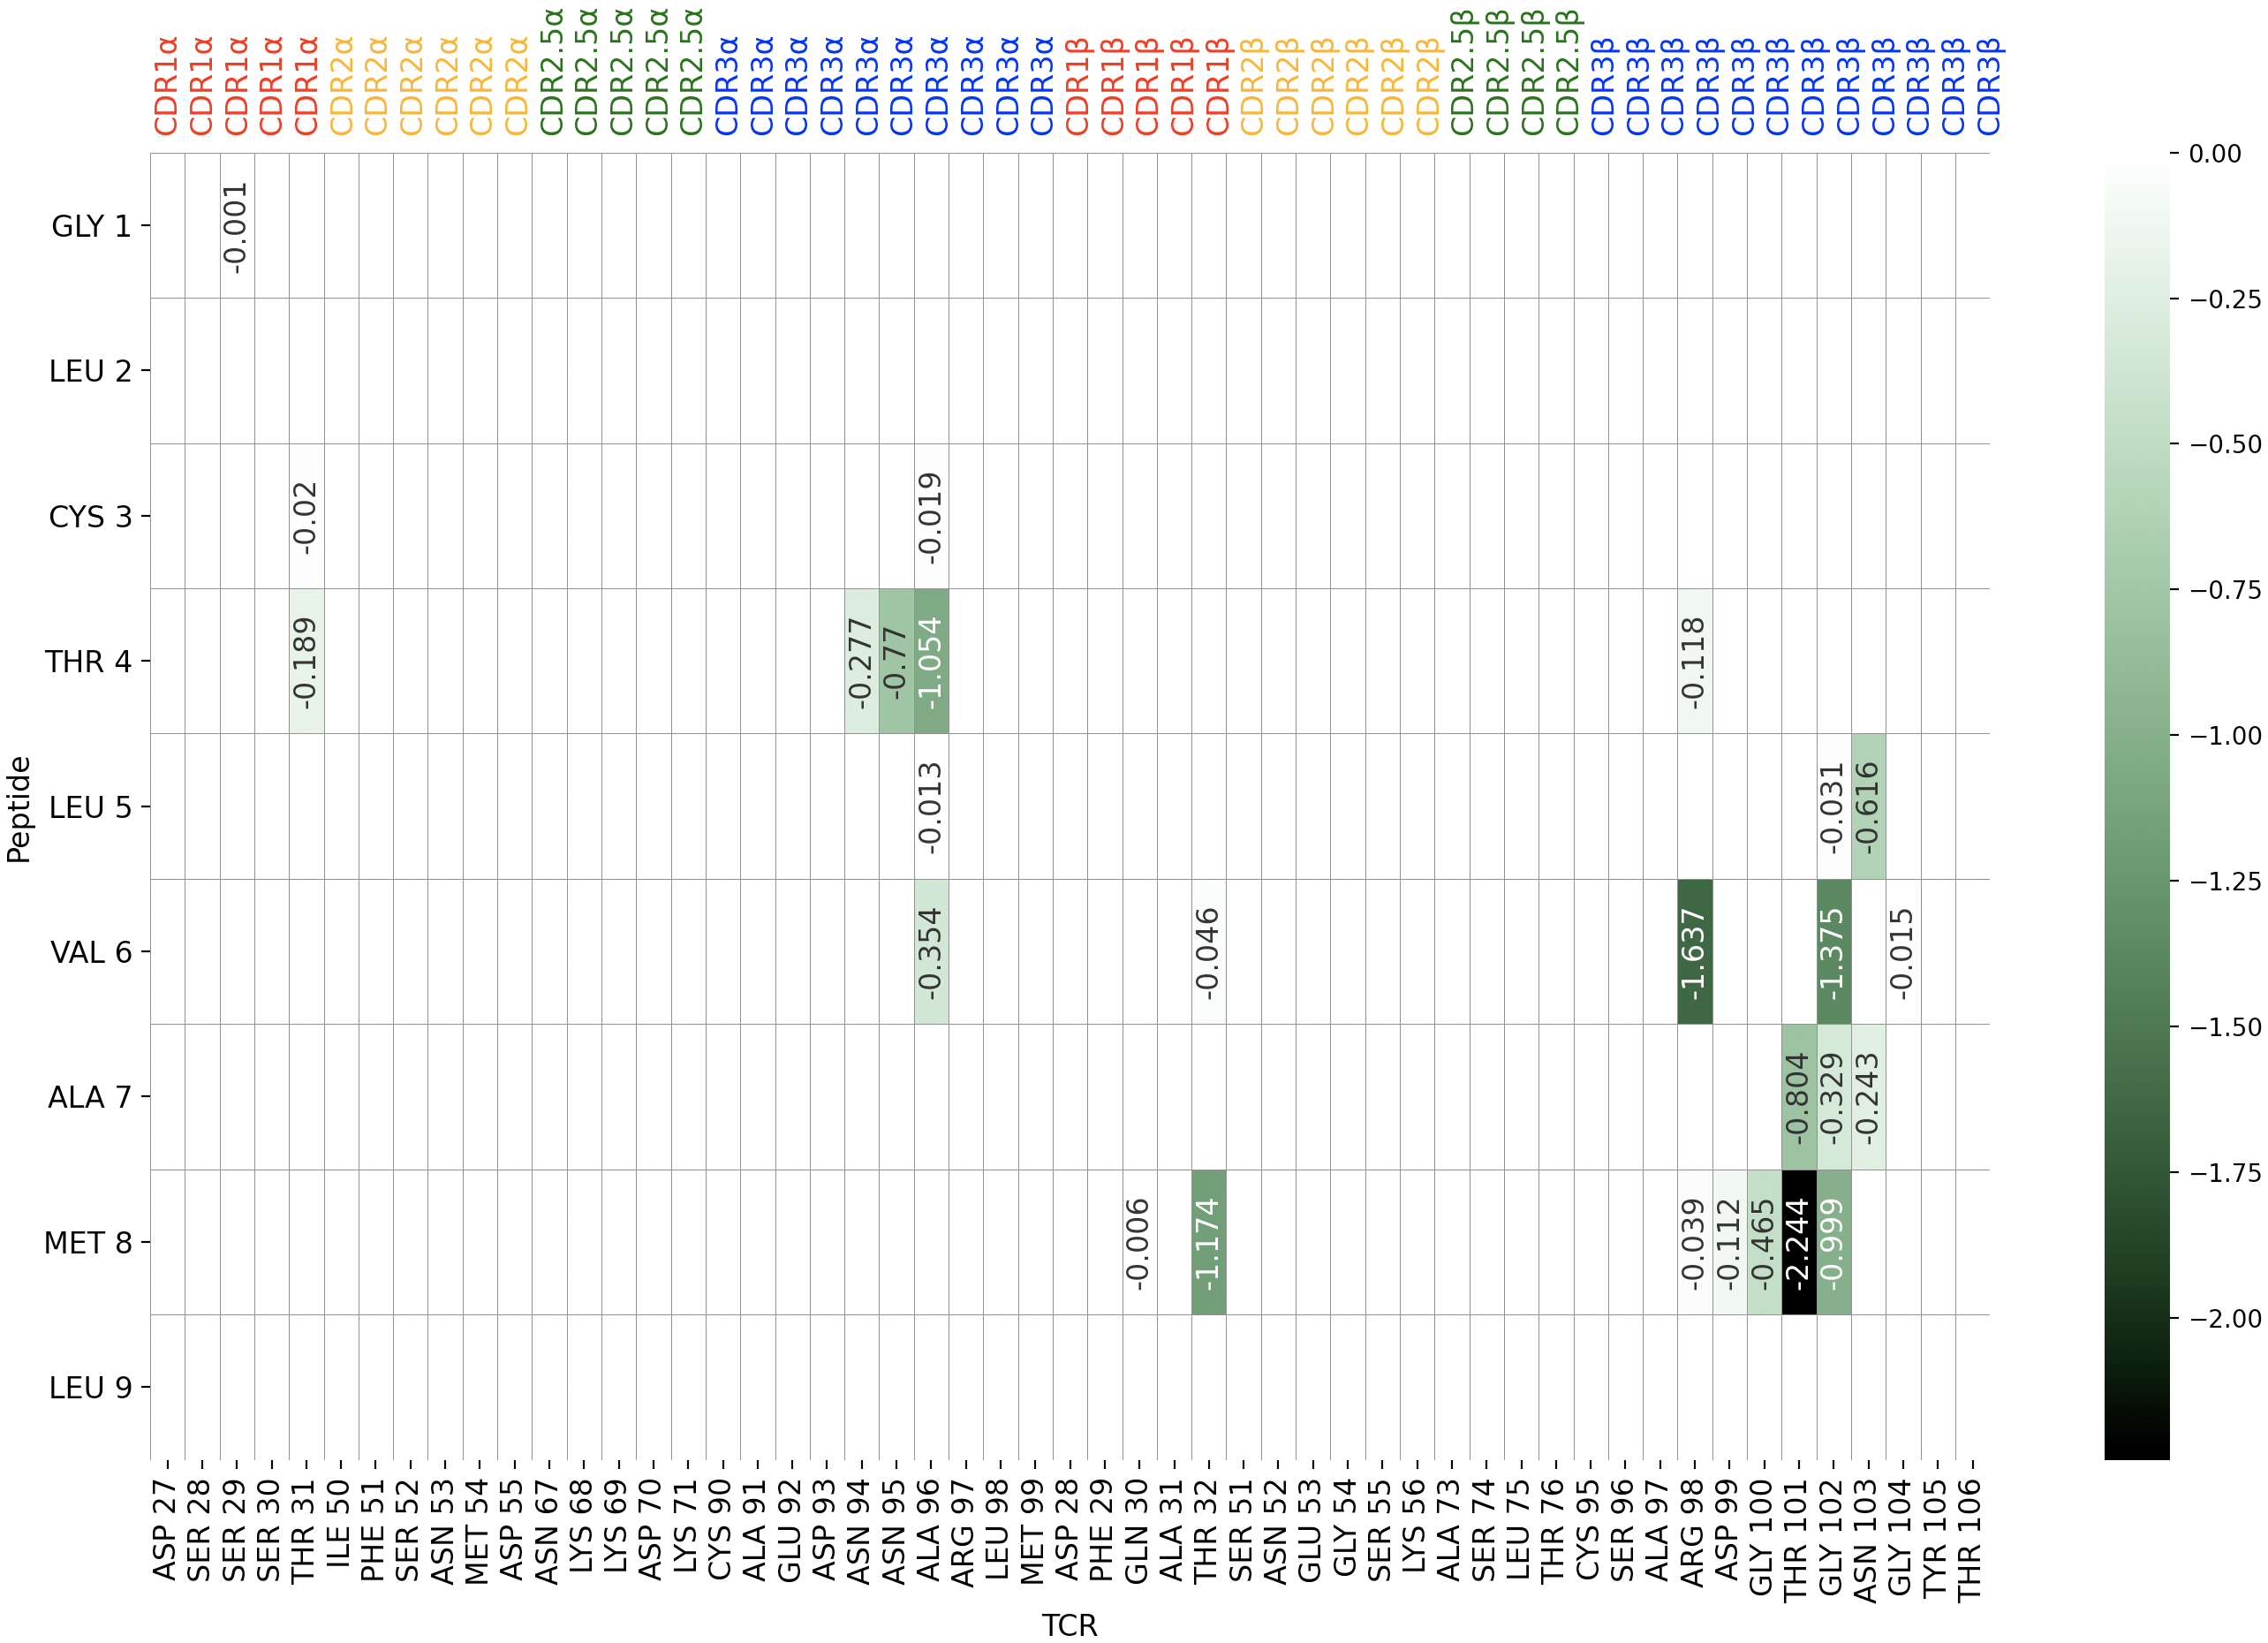 CDR1α CDR1α CDR1α CDR1α CDR1α CDR2α CDR2α CDR2α CDR2α CDR2α CDR2α CDR2.5α CDR2.5α CDR2.5α CDR2.5α CDR2.5α CDR3α CDR3α CDR3α CDR3α CDR3α CDR3α CDR3α CDR3α CDR3α CDR3α CDR1β CDR1β CDR1β CDR1β CDR1β CDR2β CDR2β CDR2β CDR2β CDR2β CDR2β CDR2.5β CDR2.5β CDR2.5β CDR2.5β CDR3β CDR3β CDR3β CDR3β CDR3β CDR3β CDR3β CDR3β CDR3β CDR3β CDR3β CDR3β
GLY 1 -0.001
LEU 2
CYS 3 -0.02 -0.019
THR 4 -0.189 -0.277 -0.77 -1.054 -0.118
LEU 5 -0.013 -0.031 -0.616
VAL 6 -0.354 -0.046 -1.637 -1.375 -0.015
ALA 7 -0.804 -0.329 -0.243
MET 8 -0.006 -1.174 -0.039 -0.112 -0.465 -2.244 -0.999
LEU 9
Peptide
ASP 27 SER 28 SER 29 SER 30 THR 31 ILE 50 PHE 51 SER 52 ASN 53 MET 54 ASP 55 ASN 67 LYS 68 LYS 69 ASP 70 LYS 71 CYS 90 ALA 91 GLU 92 ASP 93 ASN 94 ASN 95 ALA 96 ARG 97 LEU 98 MET 99 ASP 28 PHE 29 GLN 30 ALA 31 THR 32 SER 51 ASN 52 GLU 53 GLY 54 SER 55 LYS 56 ALA 73 SER 74 LEU 75 THR 76 CYS 95 SER 96 ALA 97 ARG 98 ASP 99 GLY 100 THR 101 GLY 102 ASN 103 GLY 104 TYR 105 THR 106
TCR
0.00
−0.25
−0.50
−0.75
−1.00
−1.25
−1.50
−1.75
−2.00